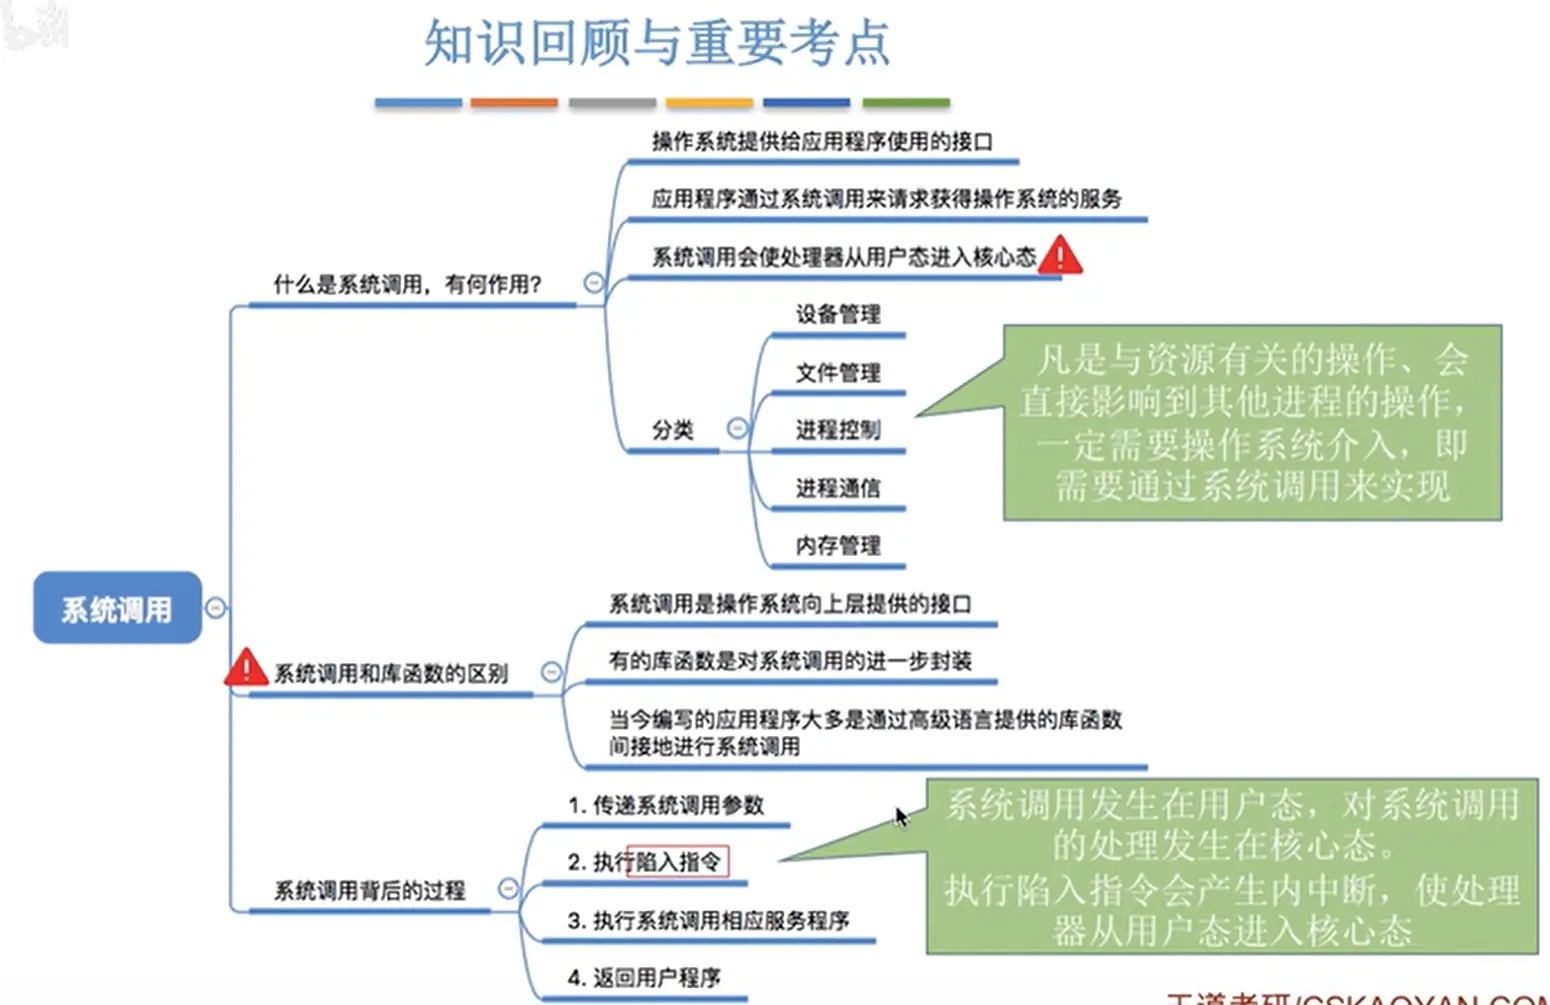 知识回顾与重要考点
操作系统提供给应用程序使用的接口
应用程序通过系统调用来请求获得操作系统的服务
系统调用会使处理器从用户态进入核心态
什么是系统调用，有何作用?
设备管理
文件管理
分类
进程控制
进程通信
内存管理
凡是与资源有关的操作、会
直接影响到其他进程的操作，
一定需要操作系统介入，即
需要通过系统调用来实现
系统调用
系统调用是操作系统向上层提供的接口
系统调用和库函数的区别
有的库函数是对系统调用的进一步封装
当今编写的应用程序大多是通过高级语言提供的库函数
间接地进行系统调用
1. 传递系统调用参数
2. 执行陷入指令
系统调用背后的过程
3. 执行系统调用相应服务程序
4. 返回用户程序
系统调用发生在用户态，对系统调用
的处理发生在核心态。
执行陷入指令会产生内中断，使处理
器从用户态进入核心态
王道考研/CSKAOYAN.COM